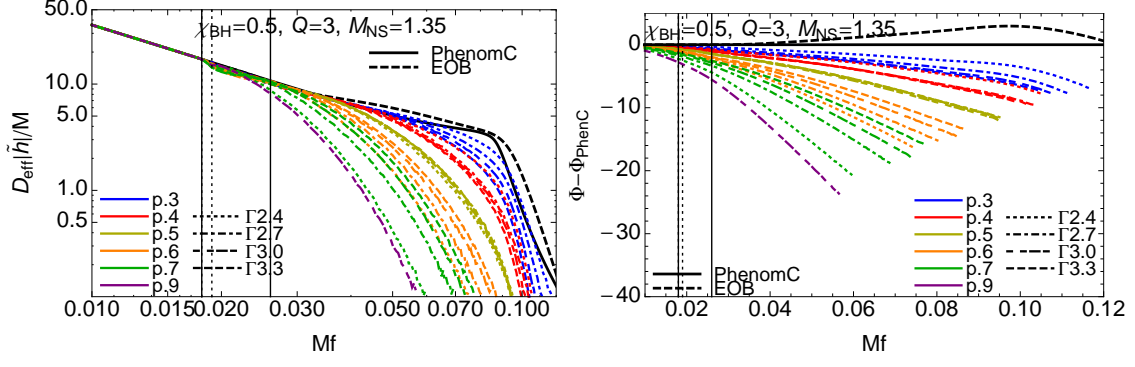 χBH=0.5, Q=3, MNS=1.35
PhenomC
EOB
50.0
10.0
5.0
1.0
0.5
Deff|h̃|/M
p.3
p.4 Γ2.4
p.5 Γ2.7
p.6 Γ3.0
p.7 Γ3.3
p.9
0.010 0.015 0.020 0.030 0.050 0.070 0.100
Mf
χBH=0.5, Q=3, MNS=1.35
0
−10
−20
−30
−40
Φ−ΦPhenC
p.3
p.4 Γ2.4
p.5 Γ2.7
p.6 Γ3.0
p.7 Γ3.3
p.9
PhenomC
EOB
0.02 0.04 0.06 0.08 0.10 0.12
Mf